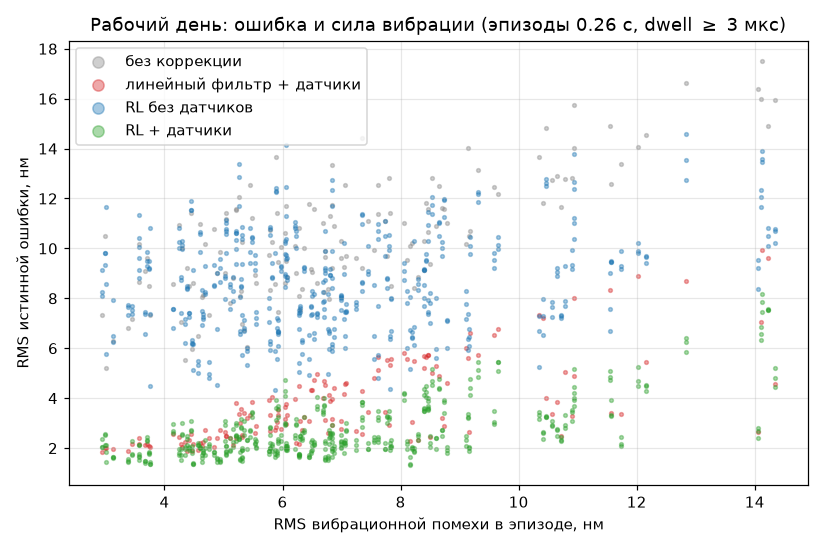 Рабочий день: ошибка и сила вибрации (эпизоды 0.26 с, dwell ≥ 3 мкс)
без коррекции
линейный фильтр + датчики
RL без датчиков
RL + датчики
RMS истинной ошибки, нм
18
16
14
12
10
8
6
4
2
4 6 8 10 12 14
RMS вибрационной помехи в эпизоде, нм